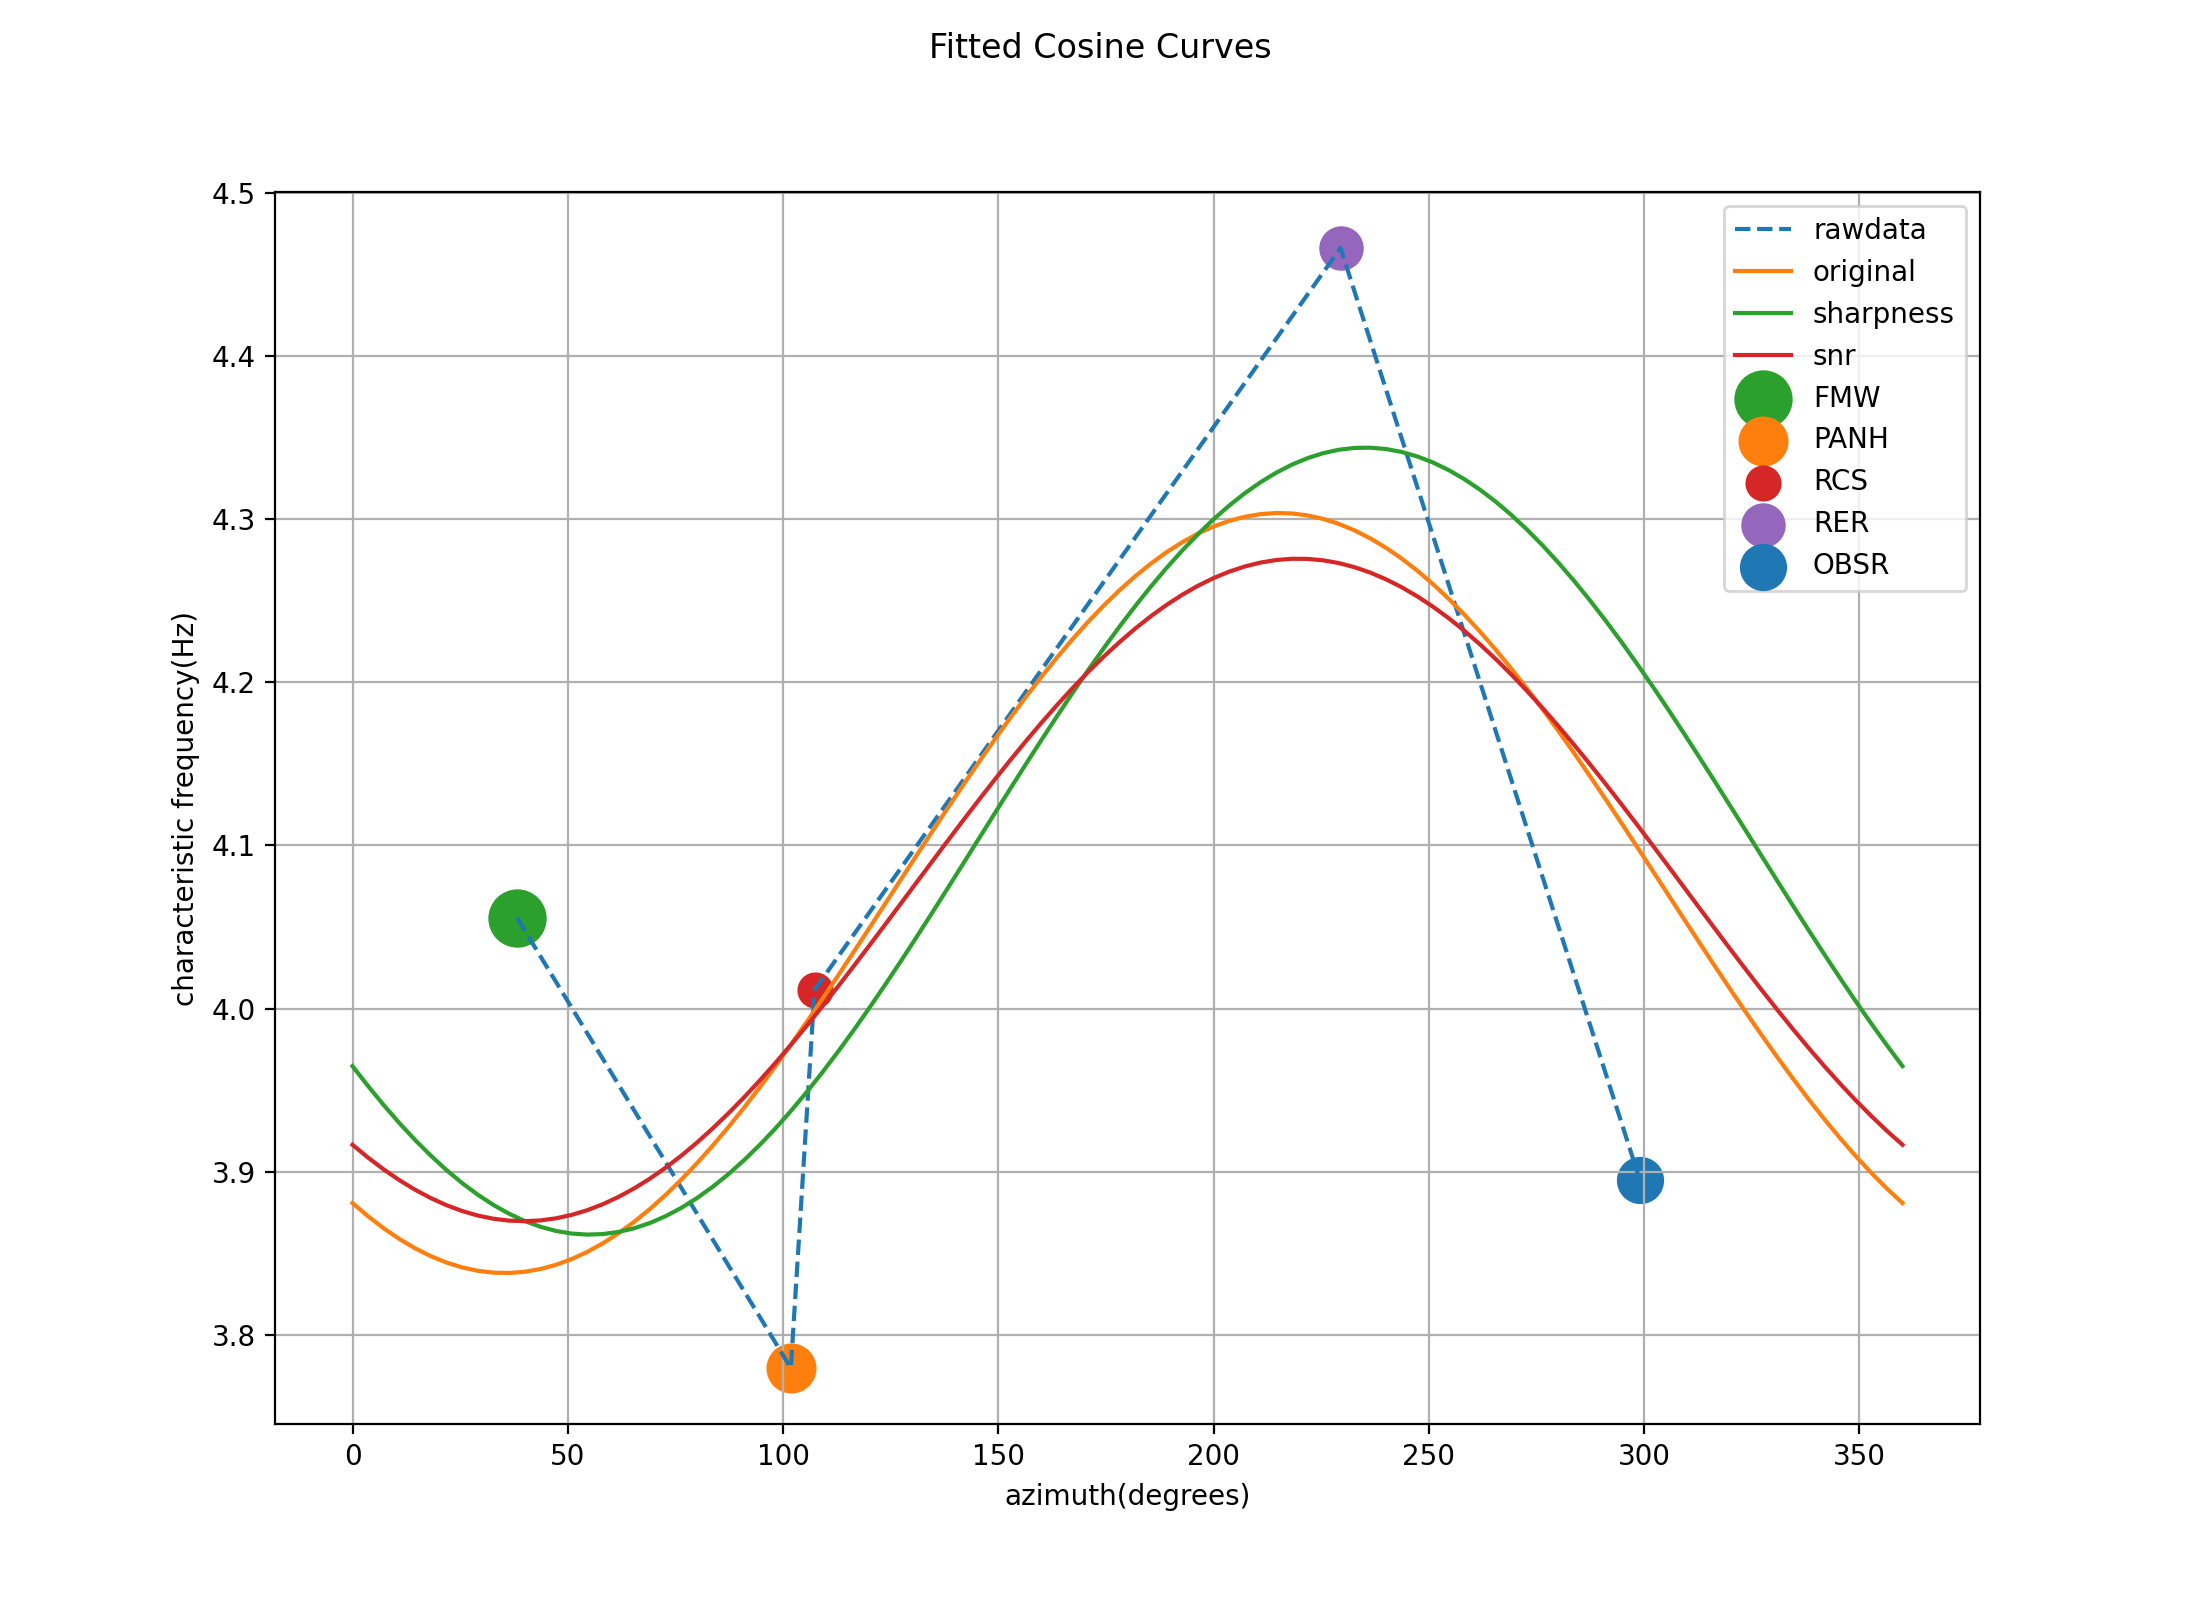 Fitted Cosine Curves
4.5
4.4
4.3
4.2
4.1
4.0
3.9
3.8
characteristic frequency(Hz)
rawdata
original
sharpness
snr
FMW
PANH
RCS
RER
OBSR
0 50 100 150 200 250 300 350
azimuth(degrees)